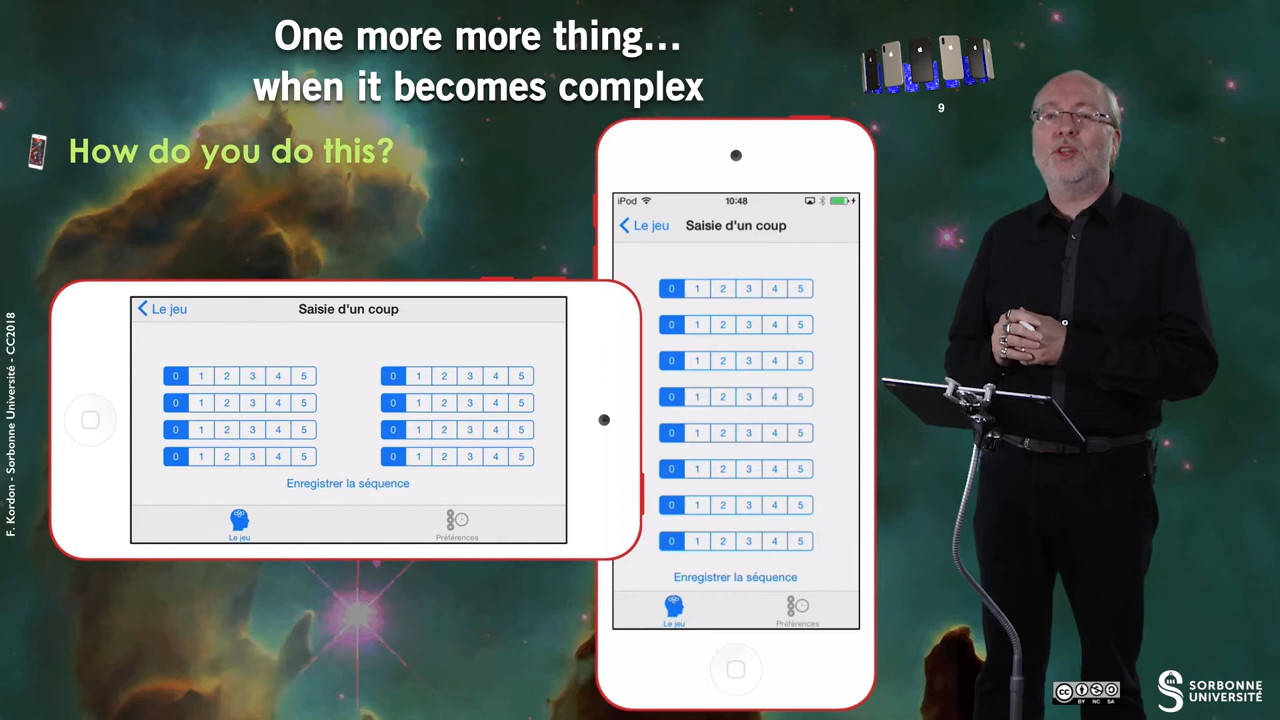 One more more thing...
when it becomes complex
9
How do you do this?
iPod 10:48
Le jeu Saisie d'un coup
0 1 2 3 4 5
0 1 2 3 4 5
0 1 2 3 4 5
0 1 2 3 4 5
0 1 2 3 4 5
0 1 2 3 4 5
0 1 2 3 4 5
0 1 2 3 4 5
Enregistrer la séquence
Le jeu Préférences
Le jeu Saisie d'un coup
0 1 2 3 4 5 0 1 2 3 4 5
0 1 2 3 4 5 0 1 2 3 4 5
0 1 2 3 4 5 0 1 2 3 4 5
0 1 2 3 4 5 0 1 2 3 4 5
Enregistrer la séquence
Le jeu Préférences
F. Kordon - Sorbonne Université - CC2018
cc
BY NC SA
SORBONNE
UNIVERSITÉ